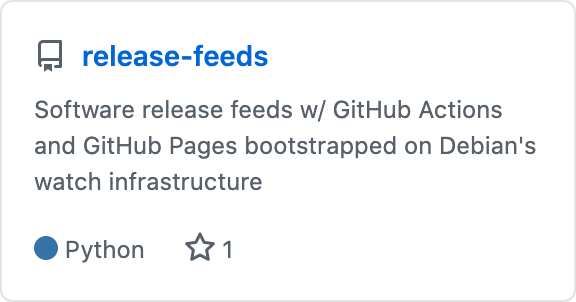 release-feeds
Software release feeds w/ GitHub Actions
and GitHub Pages bootstrapped on Debian's
watch infrastructure
Python 1